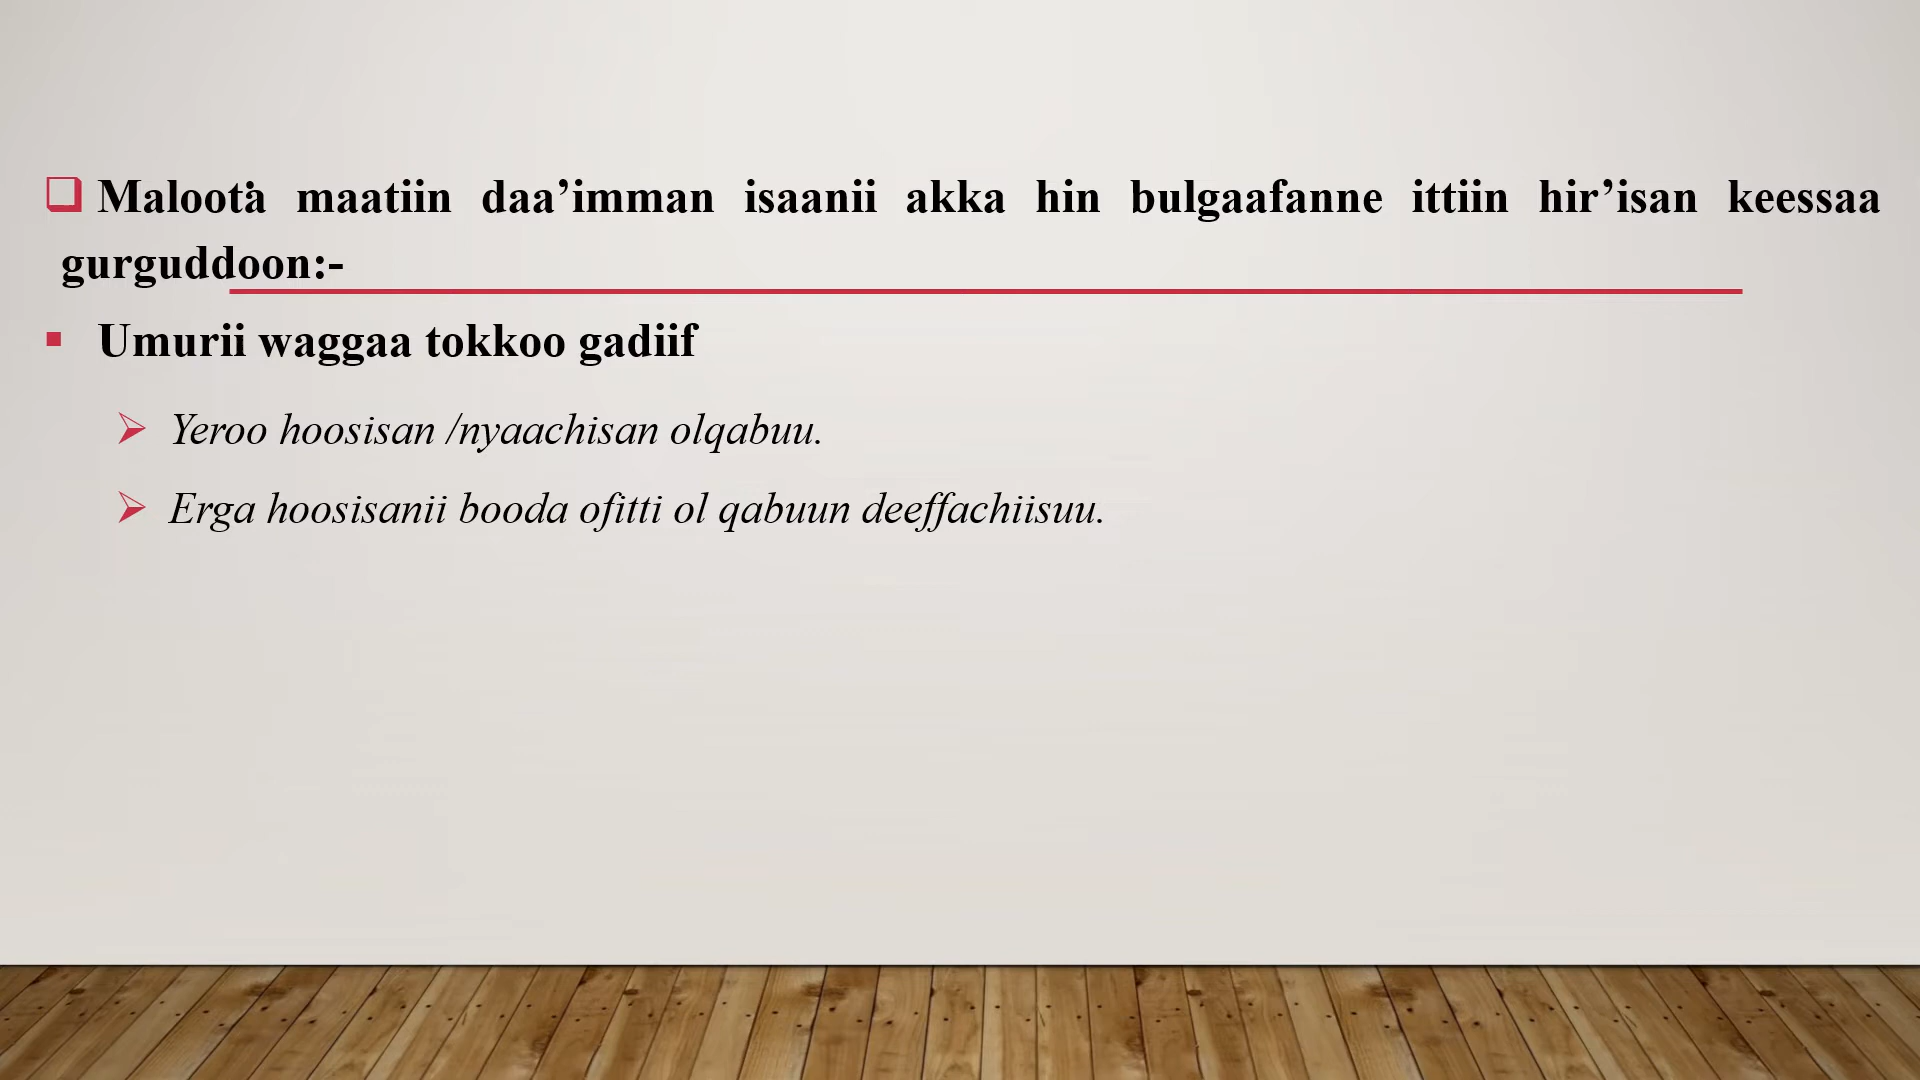 Maloota maatiin daa’imman isaanii akka hin bulgaafanne ittiin hir’isan keessaa
gurguddoon:-
Umurii waggaa tokkoo gadiif
Yeroo hoosisan /nyaachisan olqabuu.
Erga hoosisanii booda ofitti ol qabuun deeffachiisuu.